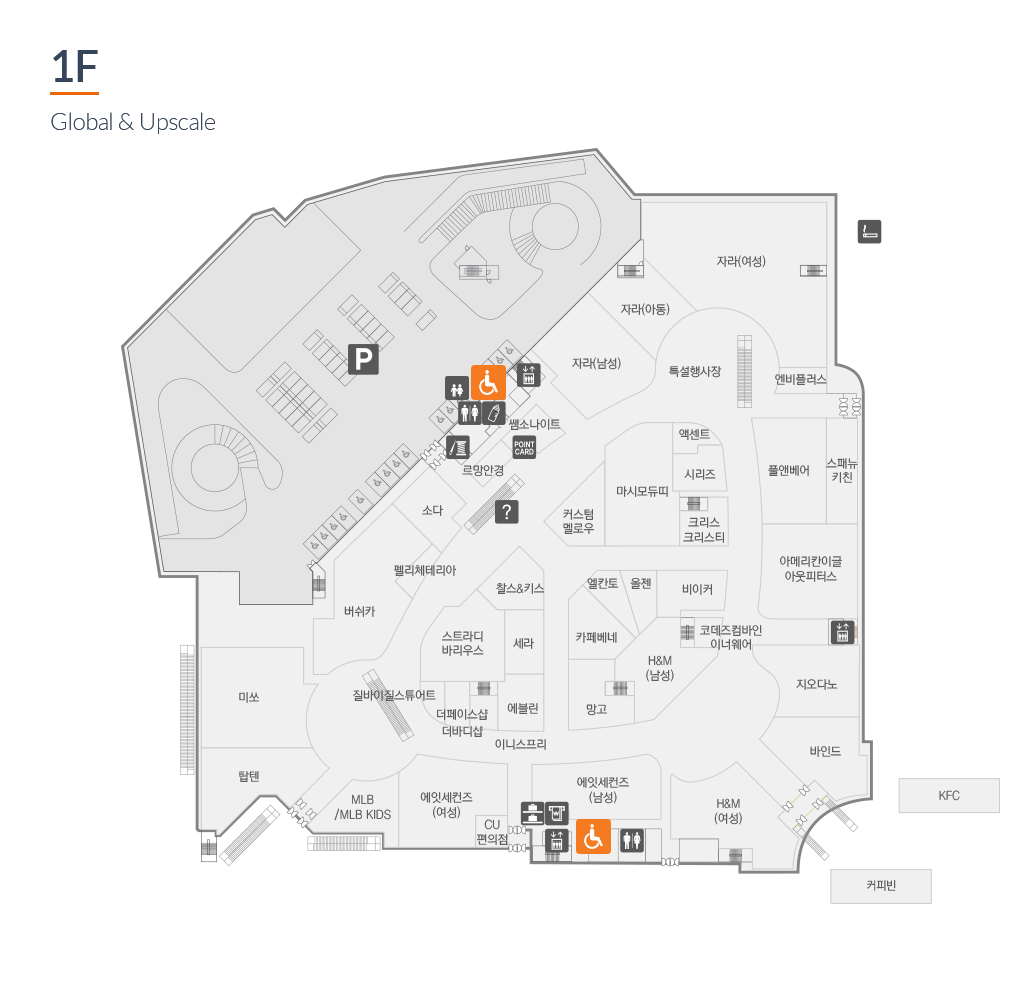 1F
Global & Upscale
자라(여성)
자라(아동)
P
자라(남성)
특설행사장
엔비플러스
쌤소나이트
POINT
CARD
르망안경
액센트
시리즈
마시모듀띠
풀앤베어
스패뉴
키친
소다
?
커스텀
멜로우
크리스
크리스티
펠리체테리아
찰스&키스
엘칸토
올젠
비이커
아메리칸이글
아웃피터스
버쉬카
스트라디
바리우스
세라
카페베네
코데즈컴바인
이너웨어
H&M
(남성)
미쏘
질바이질스튜어트
더페이스샵
더바디샵
에블린
망고
지오다노
이니스프리
바인드
탑텐
MLB
/MLB KIDS
에잇세컨즈
(여성)
에잇세컨즈
(남성)
H&M
(여성)
CU
편의점
KFC
커피빈